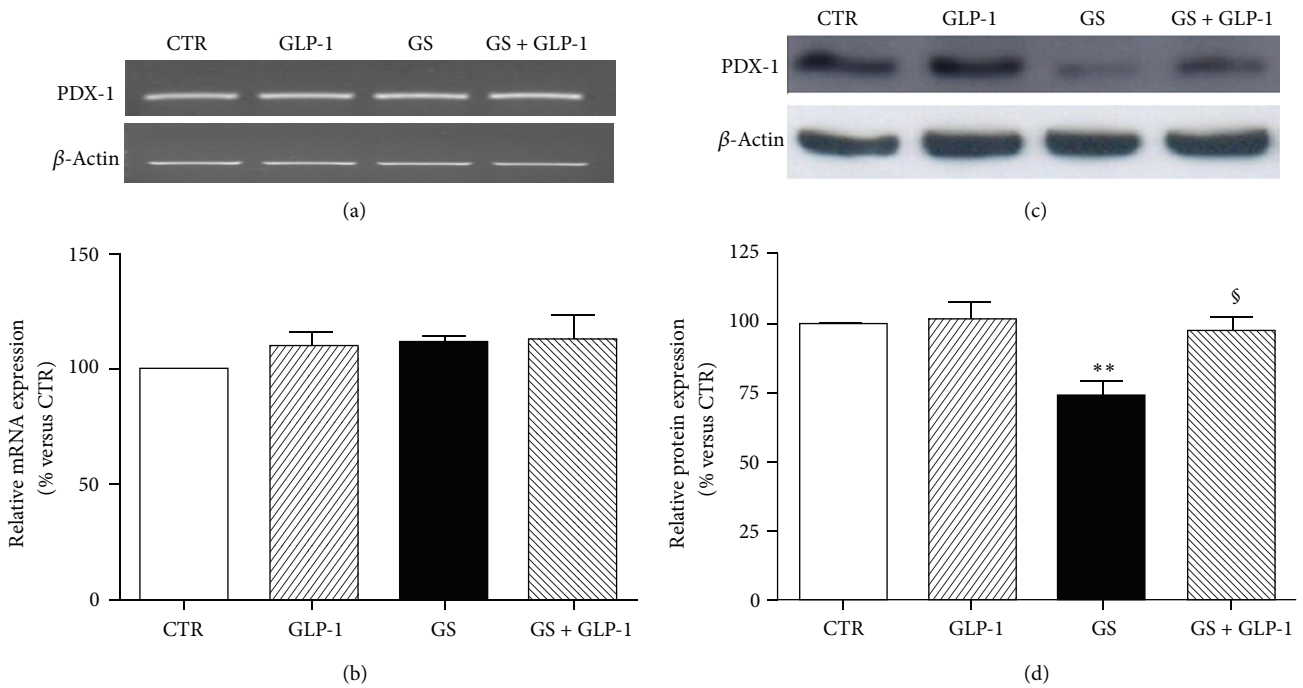 CTR GLP-1 GS GS + GLP-1
PDX-1
β-Actin
(a)
CTR GLP-1 GS GS + GLP-1
PDX-1
β-Actin
(c)
Relative mRNA expression
(% versus CTR)
150
100
50
0
CTR GLP-1 GS GS + GLP-1
(b)
Relative protein expression
(% versus CTR)
125
100
75
50
25
0
**
§
CTR GLP-1 GS GS + GLP-1
(d)